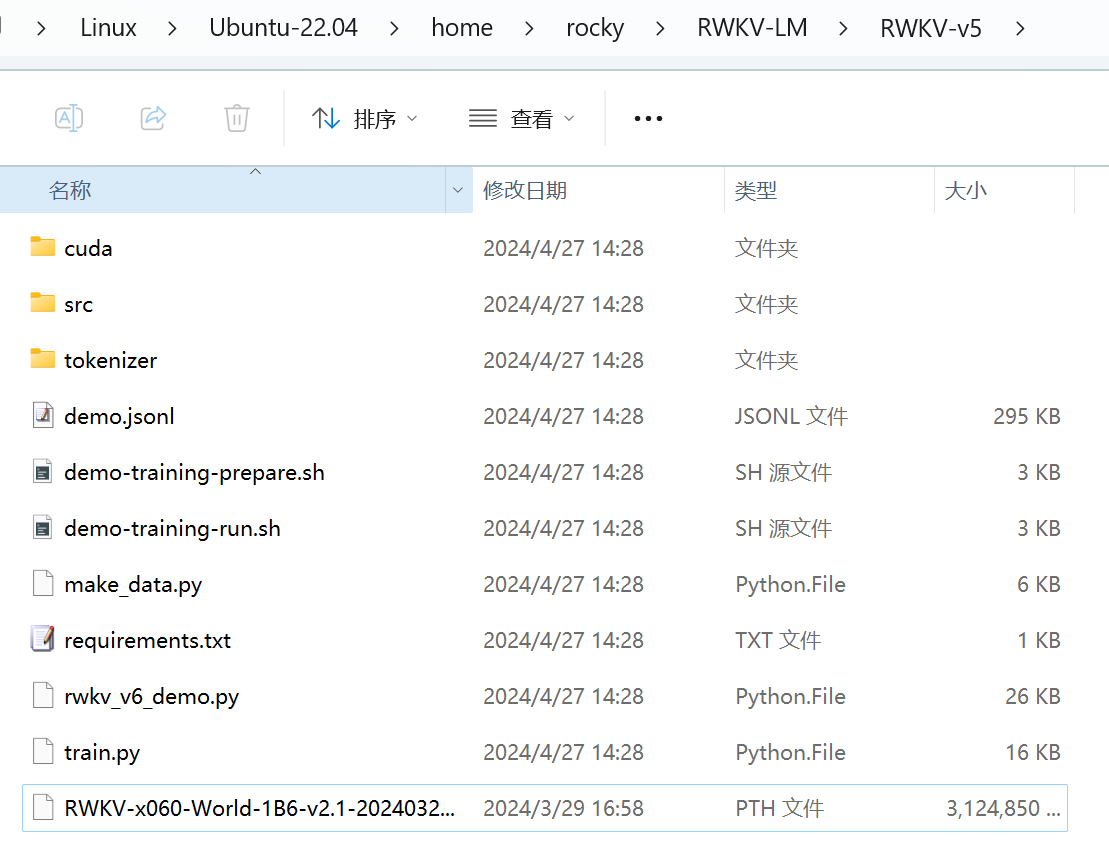 Linux > Ubuntu-22.04 > home > rocky > RWKV-LM > RWKV-v5 >
排序 查看 •••
名称 修改日期 类型 大小
cuda 2024/4/27 14:28 文件夹
src 2024/4/27 14:28 文件夹
tokenizer 2024/4/27 14:28 文件夹
demo.jsonl 2024/4/27 14:28 JSONL 文件 295 KB
demo-training-prepare.sh 2024/4/27 14:28 SH 源文件 3 KB
demo-training-run.sh 2024/4/27 14:28 SH 源文件 3 KB
make_data.py 2024/4/27 14:28 Python.File 6 KB
requirements.txt 2024/4/27 14:28 TXT 文件 1 KB
rwkv_v6_demo.py 2024/4/27 14:28 Python.File 26 KB
train.py 2024/4/27 14:28 Python.File 16 KB
RWKV-x060-World-1B6-v2.1-2024032... 2024/3/29 16:58 PTH 文件 3,124,850 ...